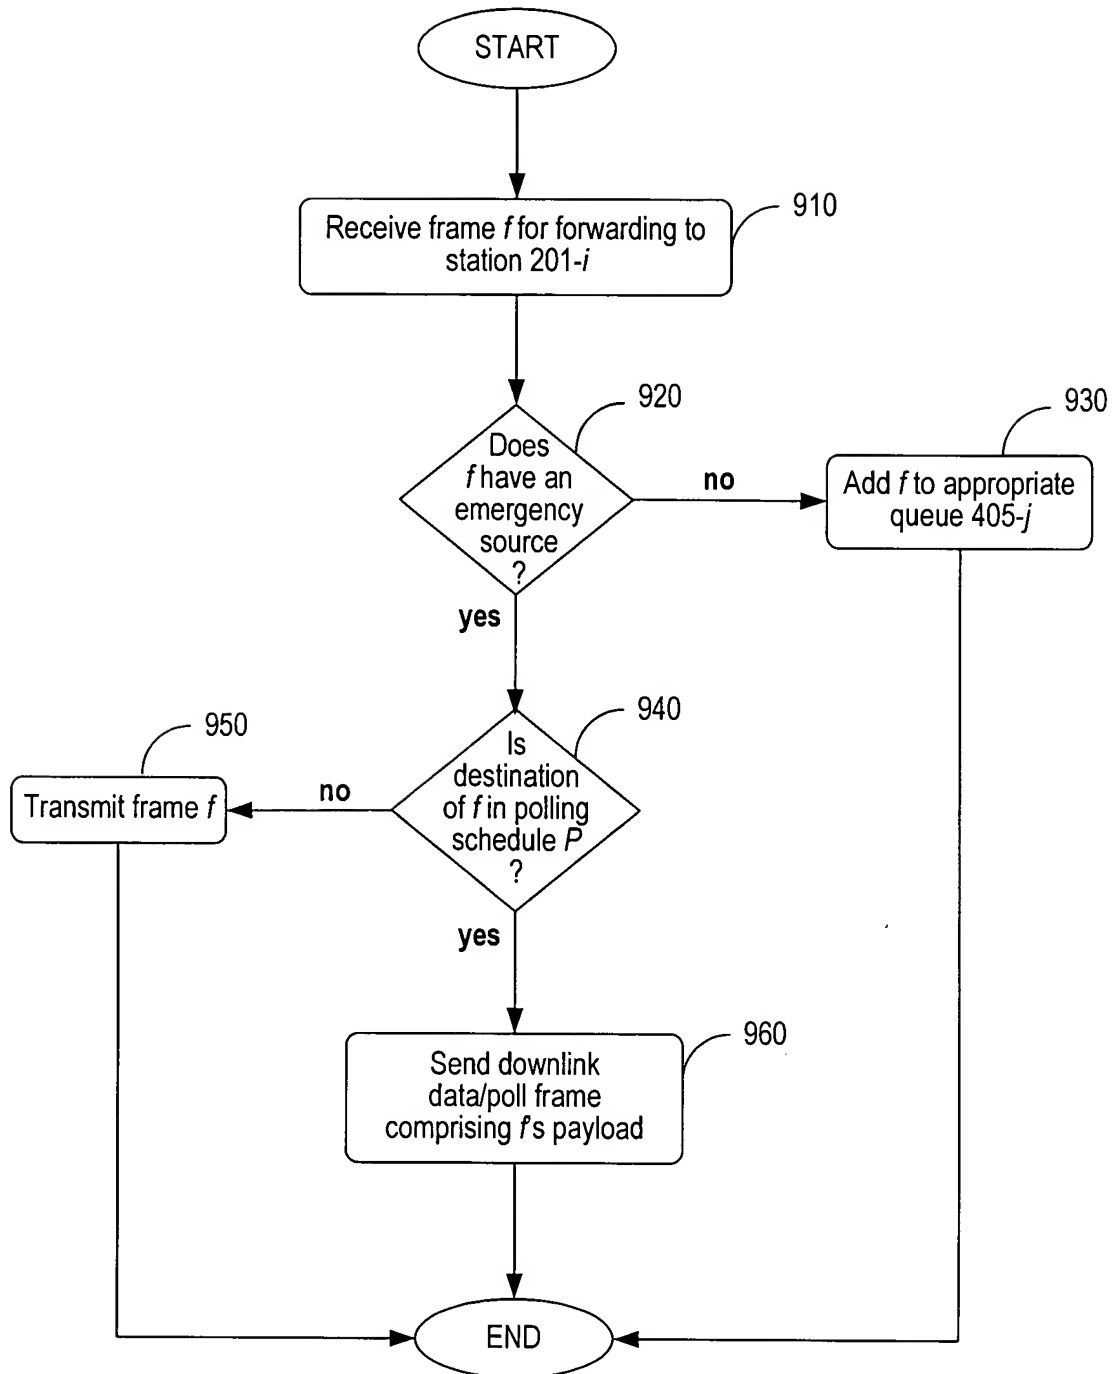 START
910
Receive frame f for forwarding to
station 201-i
920
Does
f have an
emergency
source
?
no
930
Add f to appropriate
queue 405-j
yes
940
Is
destination
of f in polling
schedule P
?
no
950
Transmit frame f
yes
960
Send downlink
data/poll frame
comprising f's payload
END